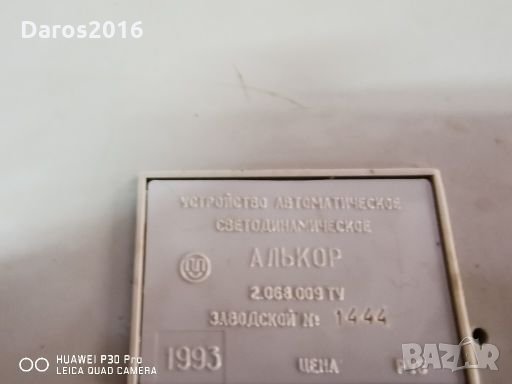 Daros2016
УСТРОЙСТВО АВТОМАТИЧЕСКОЕ
СВЕТОДИНАМИЧЕСКОЕ
АЛЬКОР
2.068.009 ТУ
ЗАВОДСКОЙ № 1444
1993 ЦЕНА
HUAWEI P30 Pro
LEICA QUAD CAMERA
BAZAR